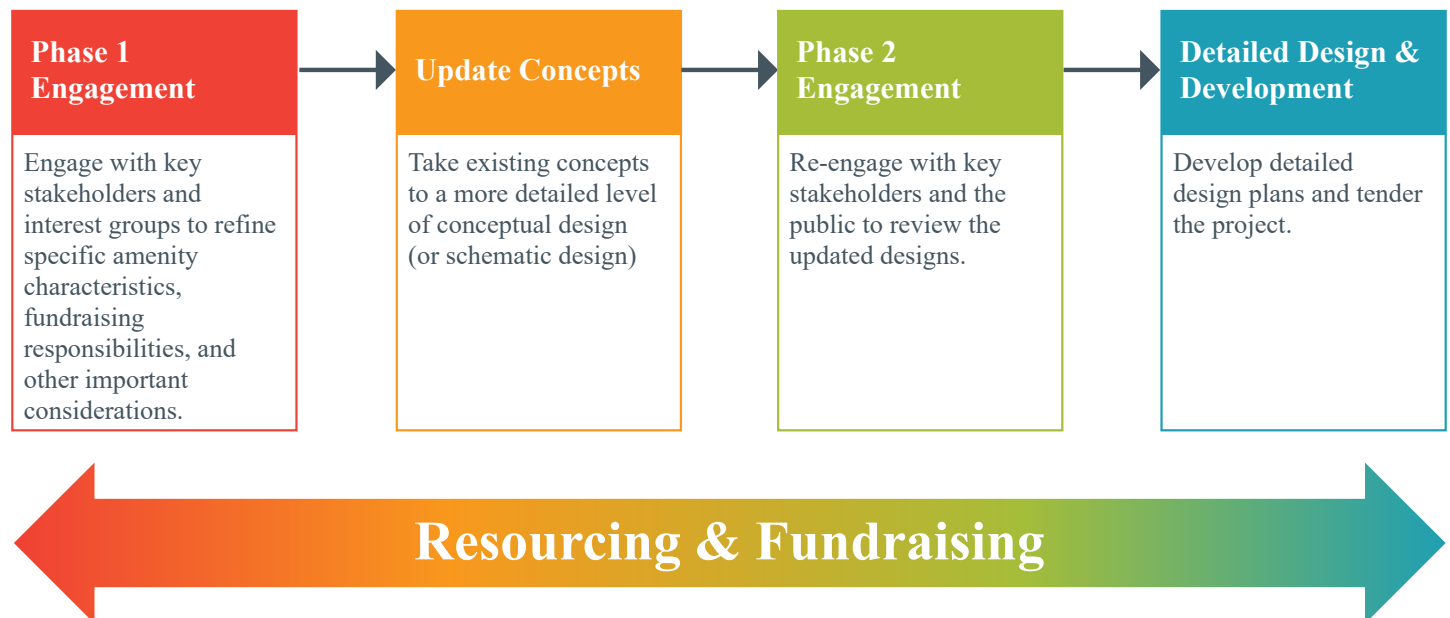 Phase 1
Engagement
Engage with key
stakeholders and
interest groups to refine
specific amenity
characteristics,
fundraising
responsibilities, and
other important
considerations.
Update Concepts
Take existing concepts
to a more detailed level
of conceptual design
(or schematic design)
Phase 2
Engagement
Re-engage with key
stakeholders and the
public to review the
updated designs.
Detailed Design &
Development
Develop detailed
design plans and tender
the project.
Resourcing & Fundraising